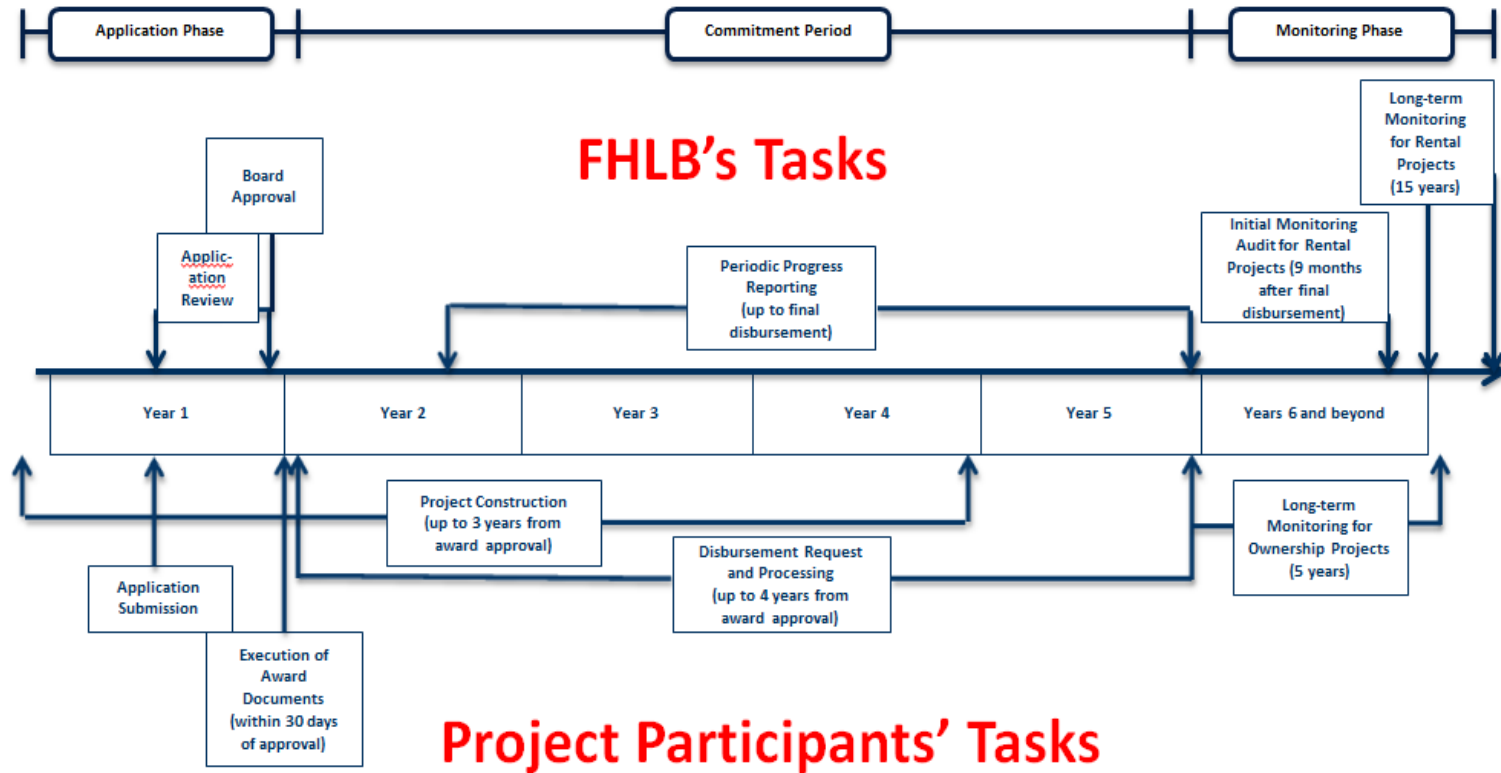 Application Phase
Commitment Period
Monitoring Phase
FHLB’s Tasks
Board
Approval
Applic-
ation
Review
Periodic Progress
Reporting
(up to final
disbursement)
Initial Monitoring
Audit for Rental
Projects (9 months
after final
disbursement)
Long-term
Monitoring
for Rental
Projects
(15 years)
Year 1
Year 2
Year 3
Year 4
Year 5
Years 6 and beyond
Project Construction
(up to 3 years from
award approval)
Disbursement Request
and Processing
(up to 4 years from
award approval)
Long-term
Monitoring for
Ownership Projects
(5 years)
Application
Submission
Execution of
Award
Documents
(within 30 days
of approval)
Project Participants’ Tasks